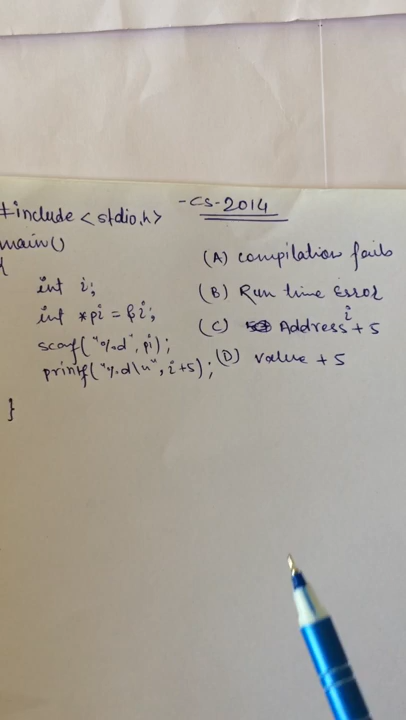 -CS-2014
#include <stdio.h>
main()
{
int i;
int *pi = &i;
scanf("%d", pi);
printf("%d\n", i+5);
}
(A) compilation fails
(B) Run time Error
(C) Address i + 5
(D) value + 5